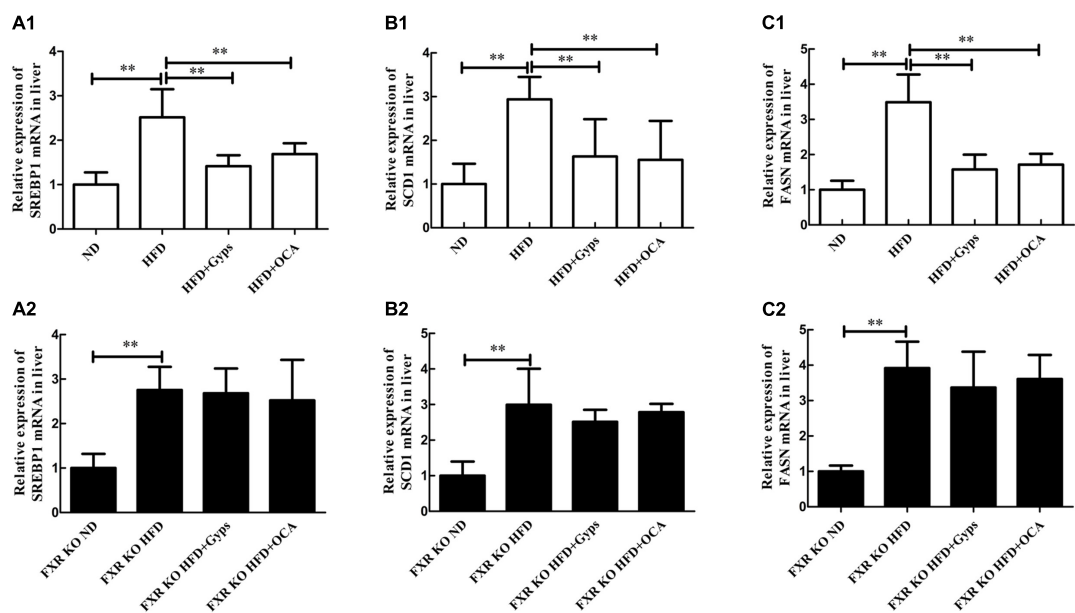 A1
Relative expression of
SREBP1 mRNA in liver
4
3
2
1
0
**
**
**
ND
HFD
HFD+Gyps
HFD+OCA
B1
Relative expression of
SCD1 mRNA in liver
4
3
2
1
0
**
**
**
ND
HFD
HFD+Gyps
HFD+OCA
C1
Relative expression of
FASN mRNA in liver
5
4
3
2
1
0
**
**
**
ND
HFD
HFD+Gyps
HFD+OCA
A2
Relative expression of
SREBP1 mRNA in liver
4
3
2
1
0
**
FXR KO ND
FXR KO HFD
FXR KO HFD+Gyps
FXR KO HFD+OCA
B2
Relative expression of
SCD1 mRNA in liver
5
4
3
2
1
0
**
FXR KO ND
FXR KO HFD
FXR KO HFD+Gyps
FXR KO HFD+OCA
C2
Relative expression of
FASN mRNA in liver
5
4
3
2
1
0
**
FXR KO ND
FXR KO HFD
FXR KO HFD+Gyps
FXR KO HFD+OCA